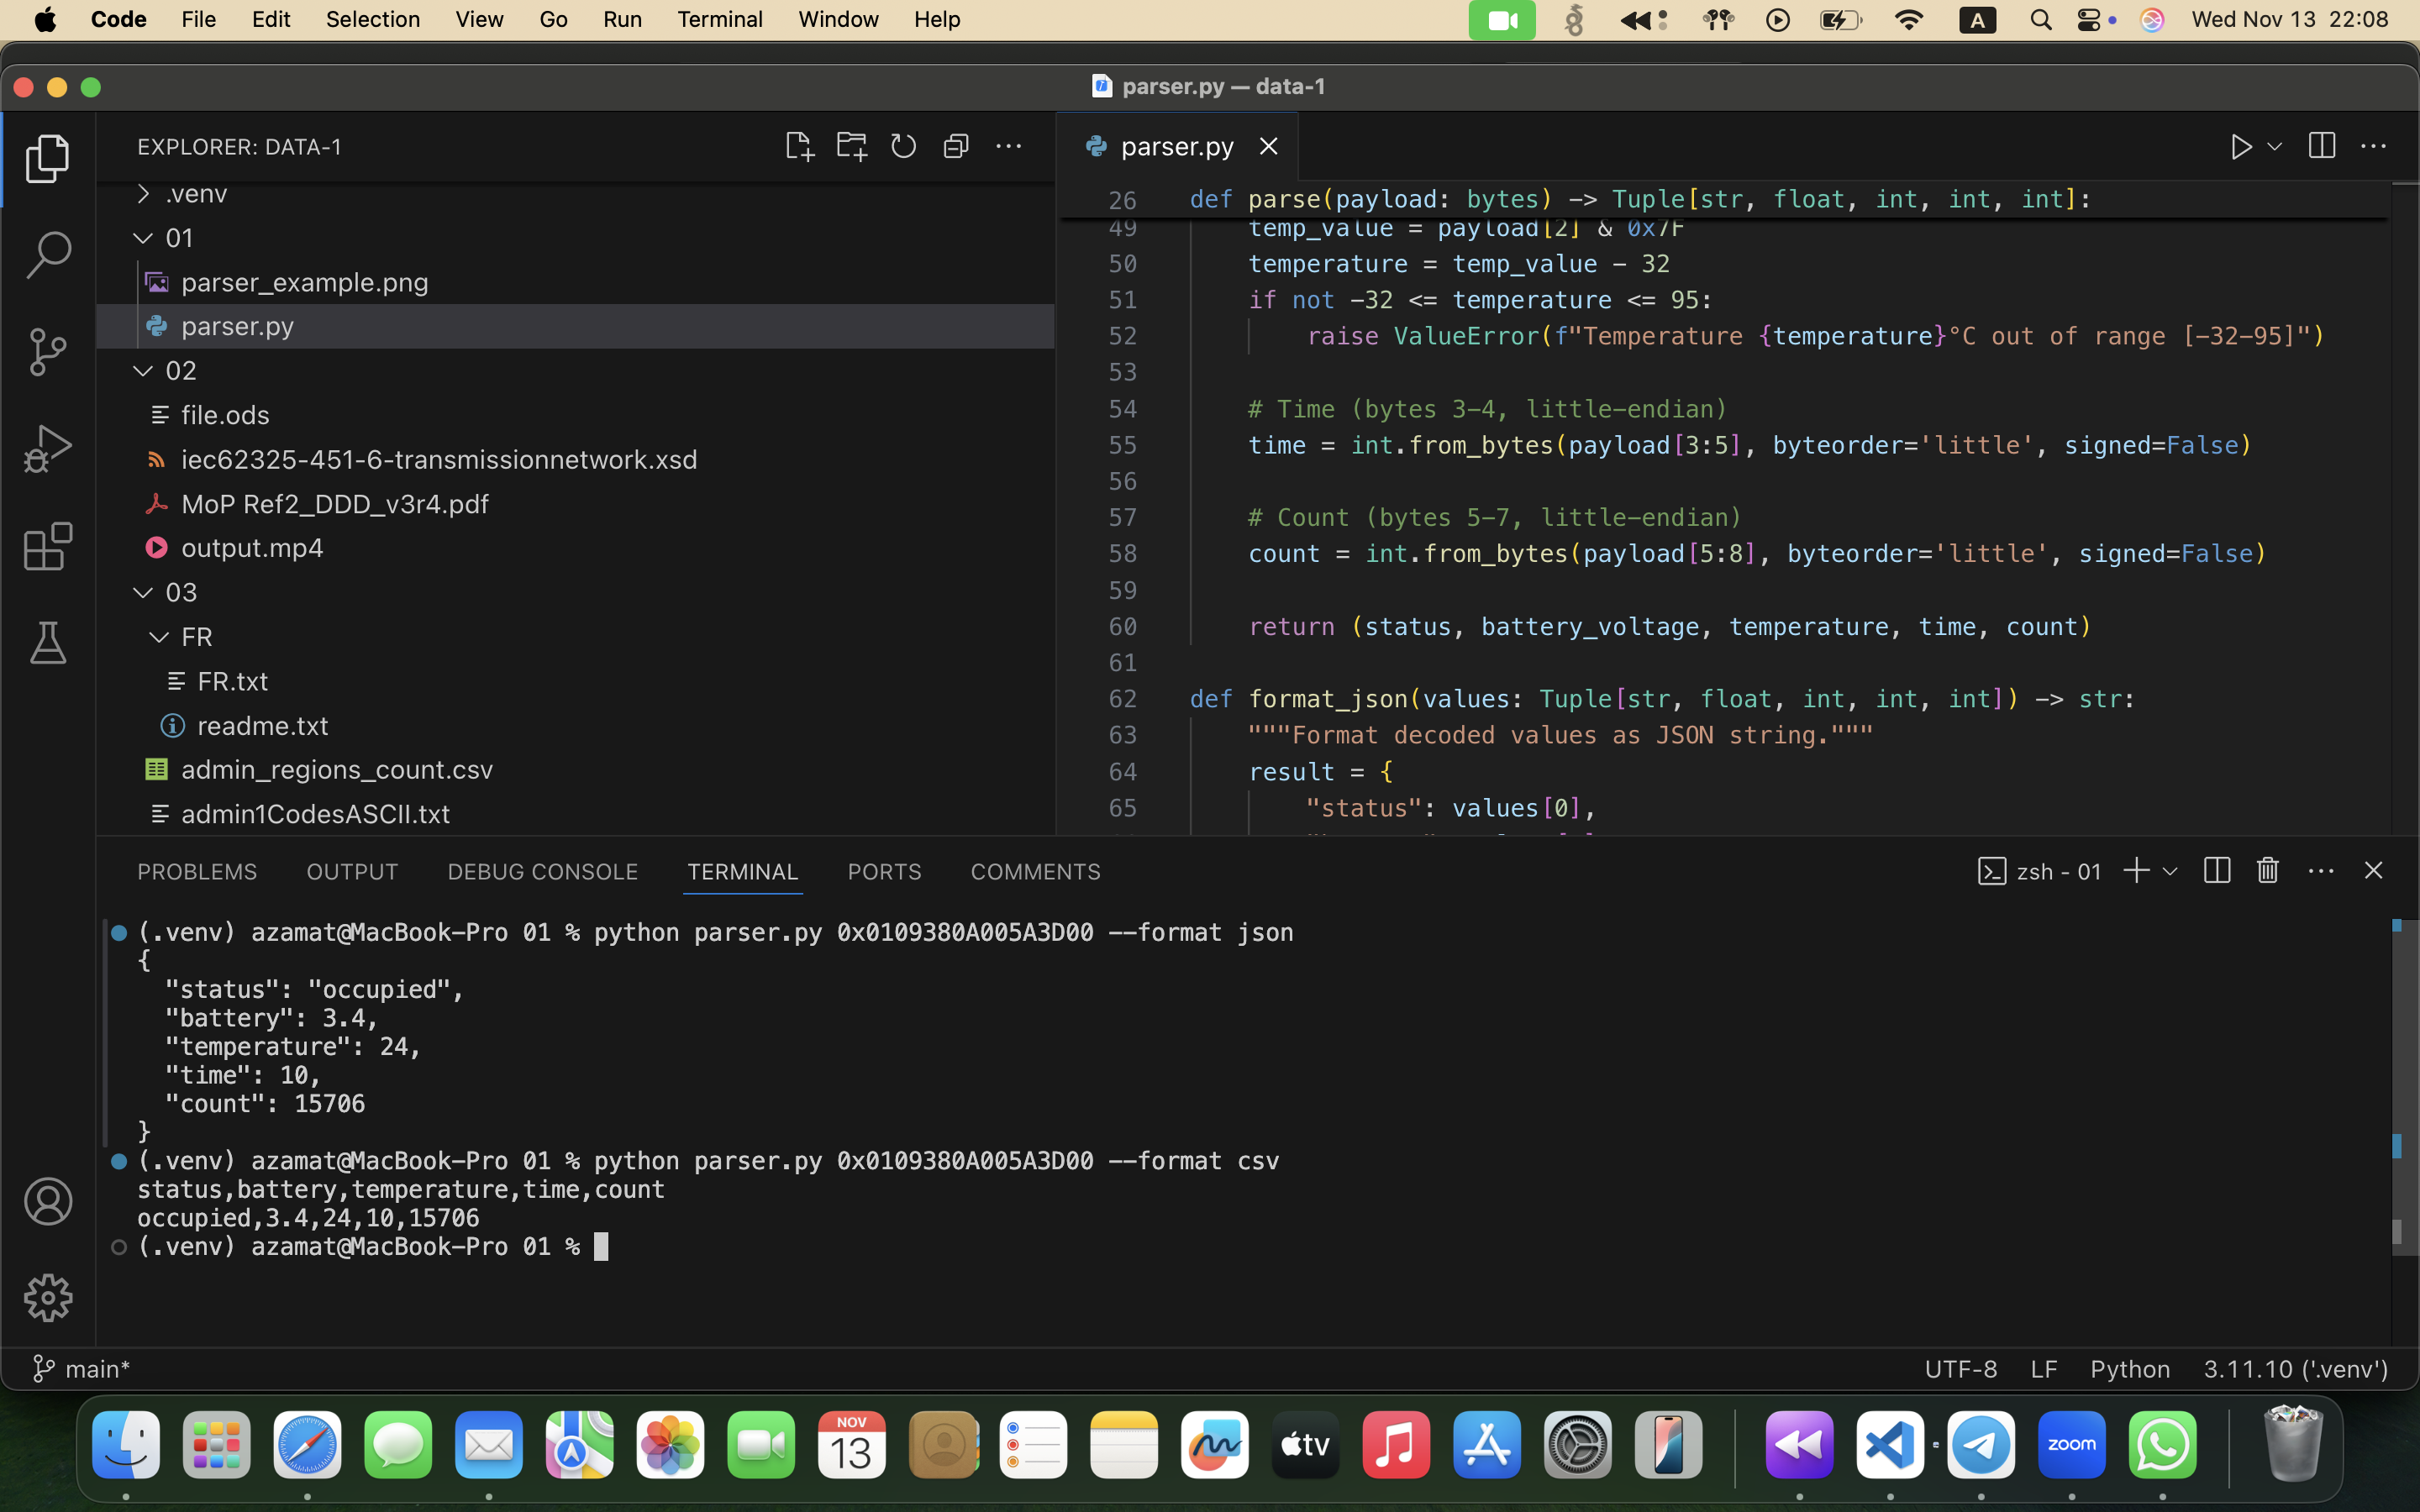 Code File Edit Selection View Go Run Terminal Window Help
A
Wed Nov 13 22:08
parser.py — data-1
EXPLORER: DATA-1
.venv
01
parser_example.png
parser.py
02
file.ods
iec62325-451-6-transmissionnetwork.xsd
MoP Ref2_DDD_v3r4.pdf
output.mp4
03
FR
FR.txt
readme.txt
admin_regions_count.csv
admin1CodesASCII.txt
parser.py
26 def parse(payload: bytes) -> Tuple[str, float, int, int, int]:
49 temp_value = payload[2] & 0x7F
50 temperature = temp_value - 32
51 if not -32 <= temperature <= 95:
52 raise ValueError(f"Temperature {temperature}°C out of range [-32-95]")
53
54 # Time (bytes 3-4, little-endian)
55 time = int.from_bytes(payload[3:5], byteorder='little', signed=False)
56
57 # Count (bytes 5-7, little-endian)
58 count = int.from_bytes(payload[5:8], byteorder='little', signed=False)
59
60 return (status, battery_voltage, temperature, time, count)
61
62 def format_json(values: Tuple[str, float, int, int, int]) -> str:
63 """Format decoded values as JSON string."""
64 result = {
65 "status": values[0],
PROBLEMS OUTPUT DEBUG CONSOLE TERMINAL PORTS COMMENTS
zsh - 01
(.venv) azamat@MacBook-Pro 01 % python parser.py 0x0109380A005A3D00 --format json
{
"status": "occupied",
"battery": 3.4,
"temperature": 24,
"time": 10,
"count": 15706
}
(.venv) azamat@MacBook-Pro 01 % python parser.py 0x0109380A005A3D00 --format csv
status,battery,temperature,time,count
occupied,3.4,24,10,15706
(.venv) azamat@MacBook-Pro 01 %
main*
UTF-8 LF Python 3.11.10 ('.venv')
NOV
13
tv
zoom